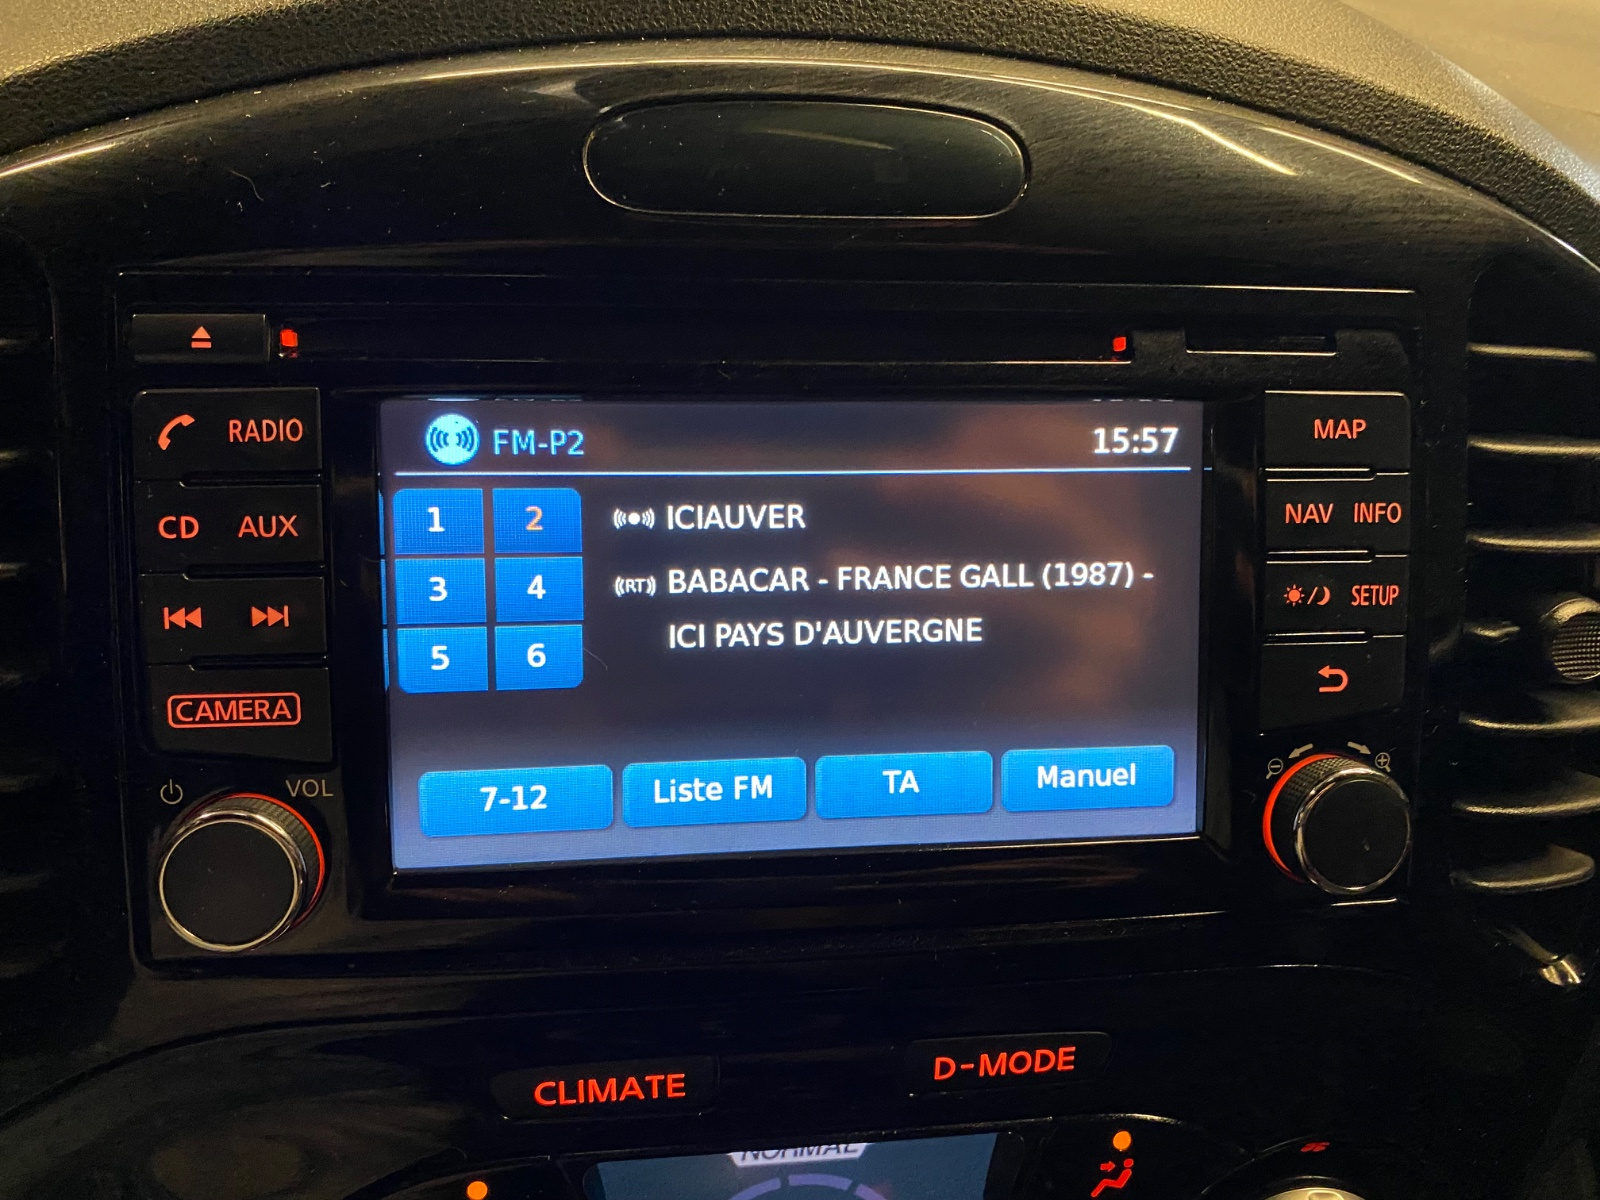 RADIO
CD AUX
CAMERA
VOL
FM-P2 15:57
1 2
3 4
5 6
ICIAUVER
(RT) BABACAR - FRANCE GALL (1987) -
ICI PAYS D'AUVERGNE
7-12 Liste FM TA Manuel
MAP
NAV INFO
SETUP
CLIMATE D-MODE
NORMAL